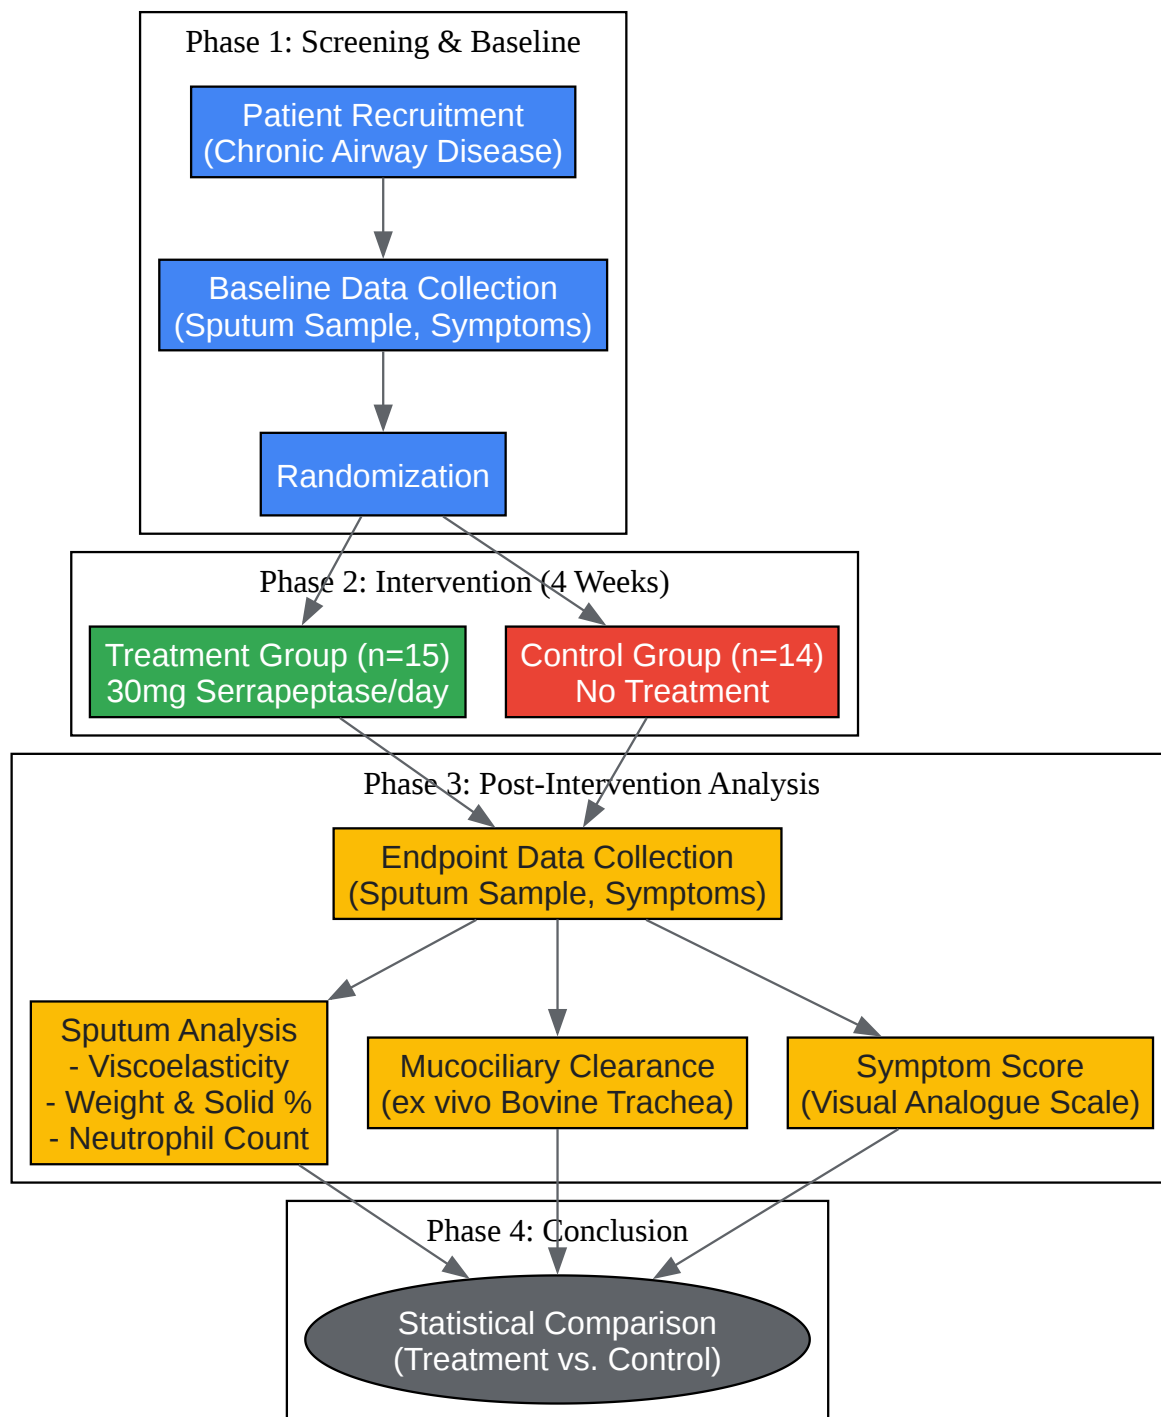 Phase 1: Screening & Baseline
Patient Recruitment
(Chronic Airway Disease)
Baseline Data Collection
(Sputum Sample, Symptoms)
Randomization
Phase 2: Intervention (4 Weeks)
Treatment Group (n=15)
30mg Serrapeptase/day
Control Group (n=14)
No Treatment
Phase 3: Post-Intervention Analysis
Endpoint Data Collection
(Sputum Sample, Symptoms)
Sputum Analysis
- Viscoelasticity
- Weight & Solid %
- Neutrophil Count
Mucociliary Clearance
(ex vivo Bovine Trachea)
Symptom Score
(Visual Analogue Scale)
Phase 4: Conclusion
Statistical Comparison
(Treatment vs. Control)